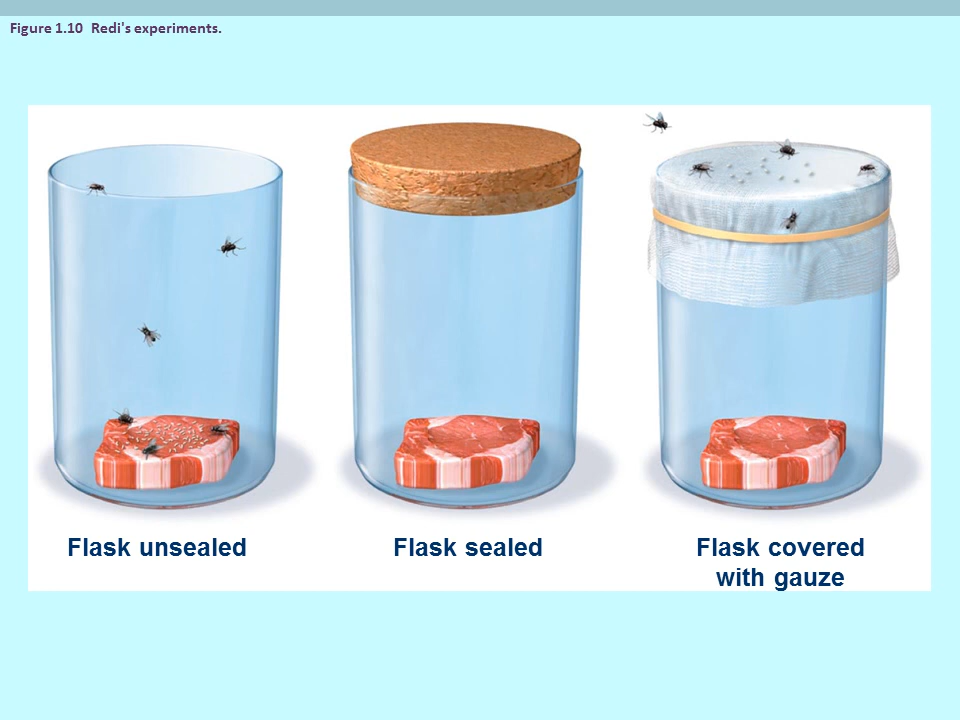 Figure 1.10 Redi's experiments.
Flask unsealed
Flask sealed
Flask covered
with gauze